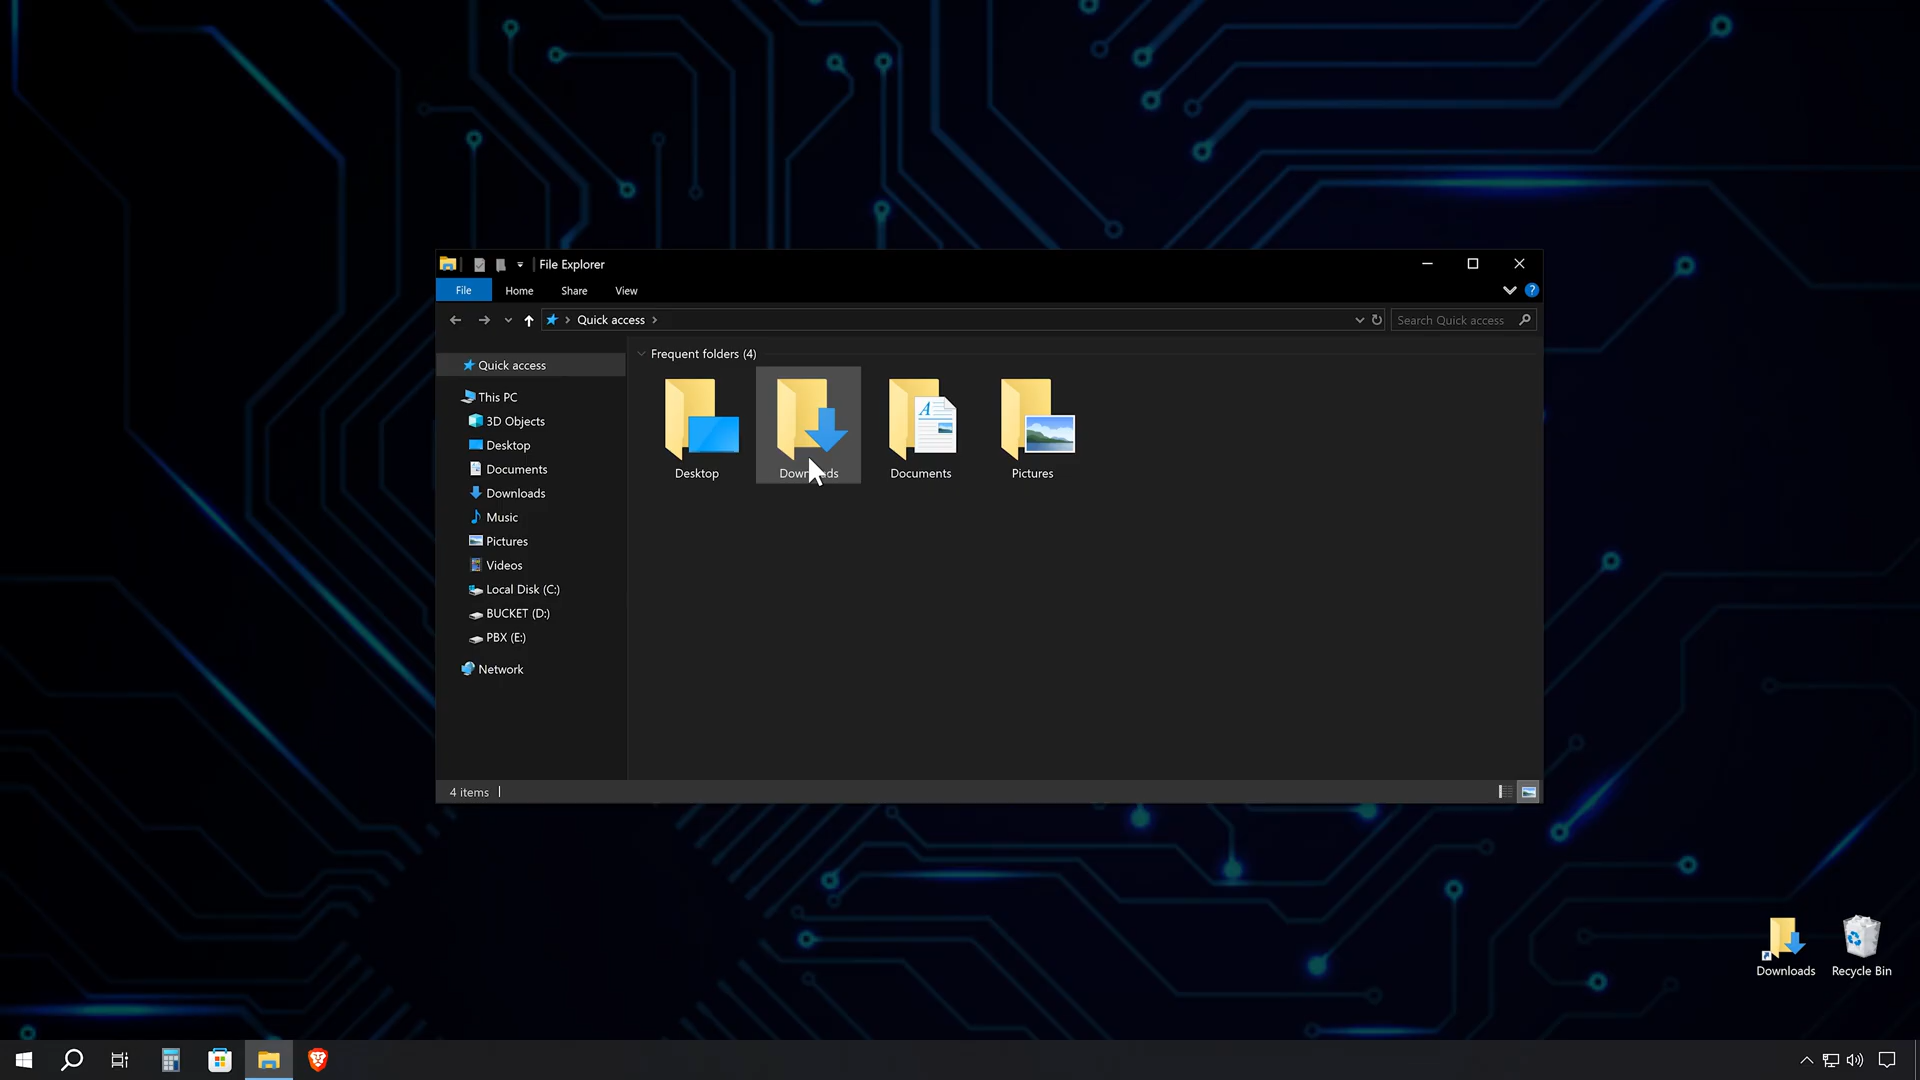 File Explorer
File Home Share View
Quick access
Search Quick access
Quick access
This PC
3D Objects
Desktop
Documents
Downloads
Music
Pictures
Videos
Local Disk (C:)
BUCKET (D:)
PBX (E:)
Network
Frequent folders (4)
Desktop Downloads Documents Pictures
4 items
Downloads Recycle Bin